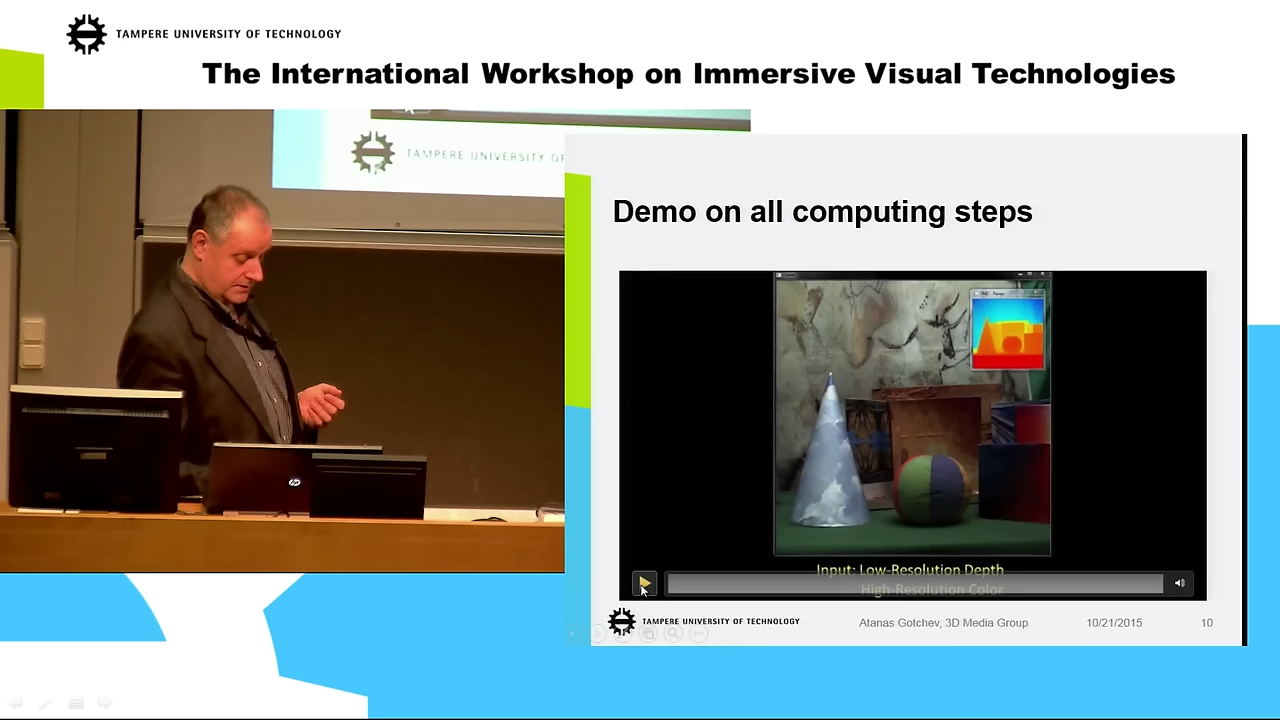 TAMPERE UNIVERSITY OF TECHNOLOGY
The International Workshop on Immersive Visual Technologies
TAMPERE UNIVERSITY OF
Demo on all computing steps
hp
Input: Low-Resolution Depth
High-Resolution Color
TAMPERE UNIVERSITY OF TECHNOLOGY
Atanas Gotchev, 3D Media Group
10/21/2015
10